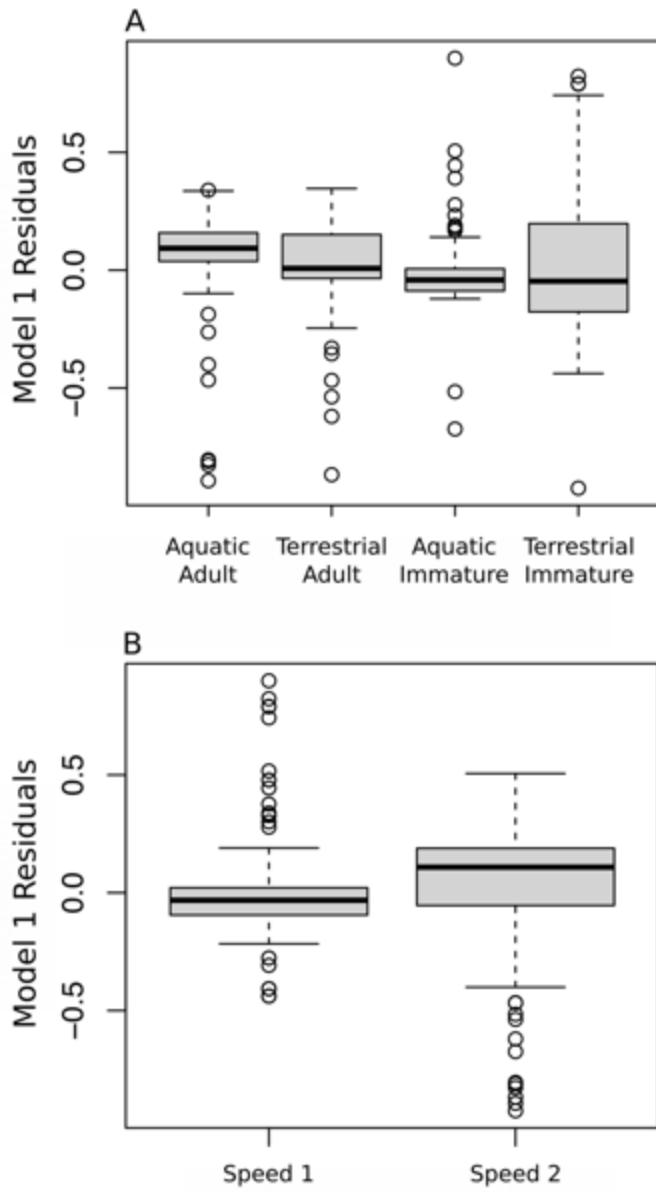 A
Model 1 Residuals
0.5
0.0
−0.5
Aquatic Adult
Terrestrial Adult
Aquatic Immature
Terrestrial Immature
B
Model 1 Residuals
0.5
0.0
−0.5
Speed 1
Speed 2